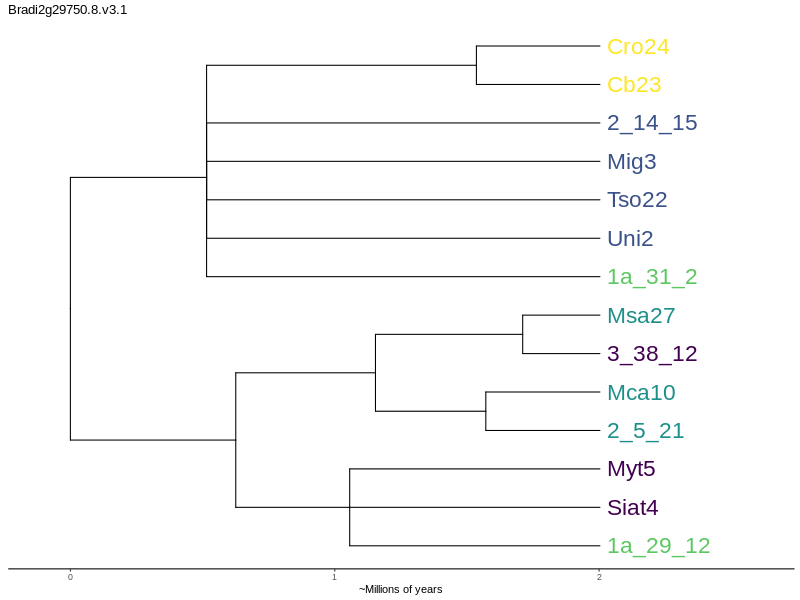 Bradi2g29750.8.v3.1
Cro24
Cb23
2_14_15
Mig3
Tso22
Uni2
1a_31_2
Msa27
3_38_12
Mca10
2_5_21
Myt5
Siat4
1a_29_12
0 1 2
~Millions of years